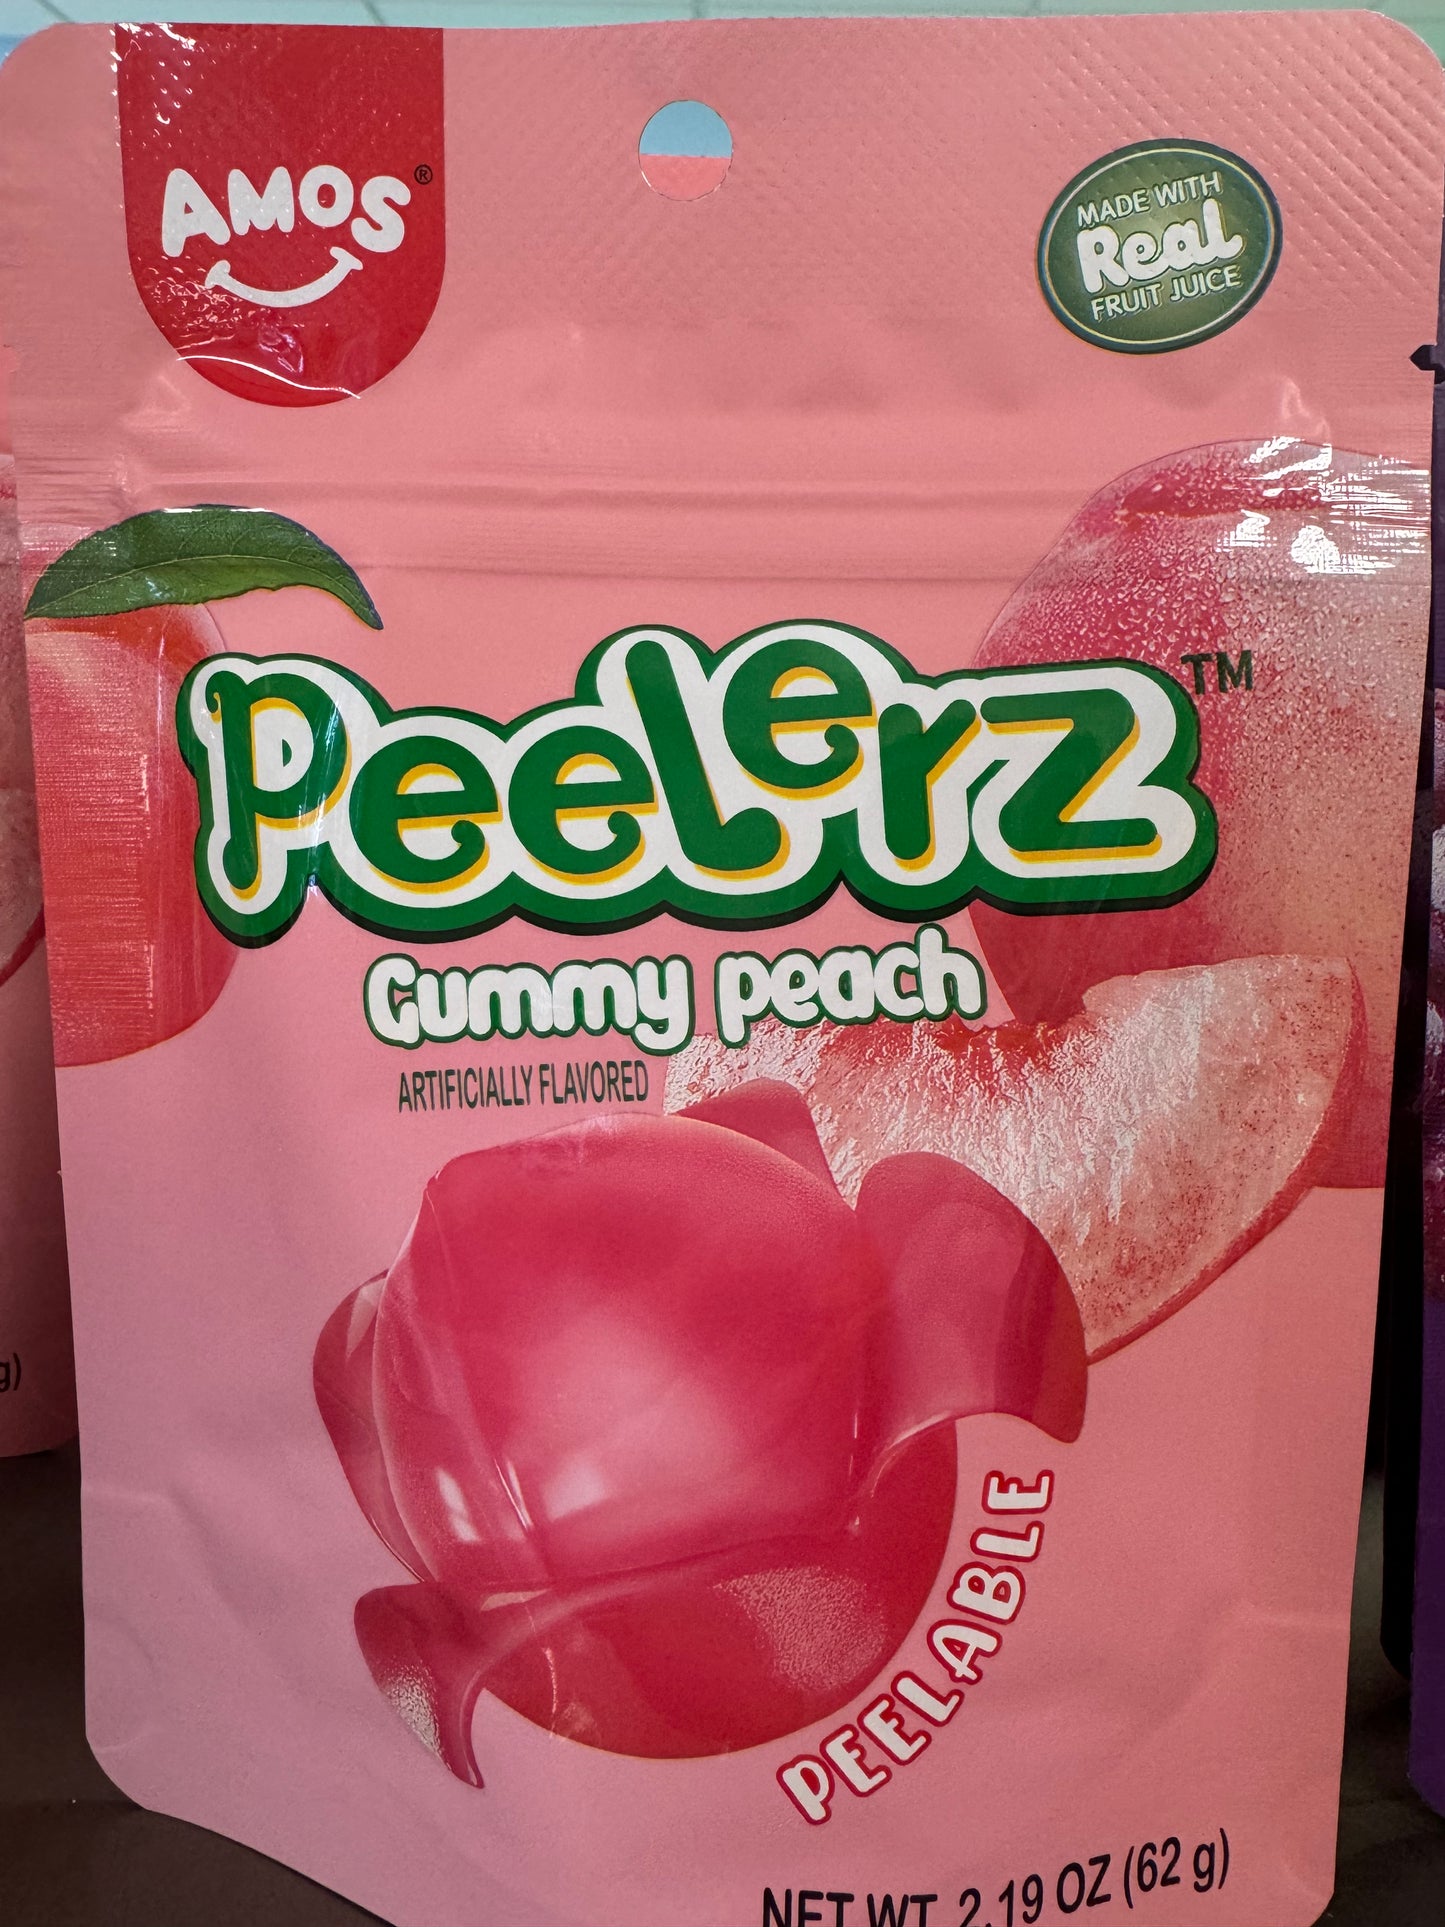 AMOS®
MADE WITH
Real
FRUIT JUICE
Peelerz™
Gummy peach
ARTIFICIALLY FLAVORED
PEELABLE
NET WT. 2.19 OZ (62 g)
g)